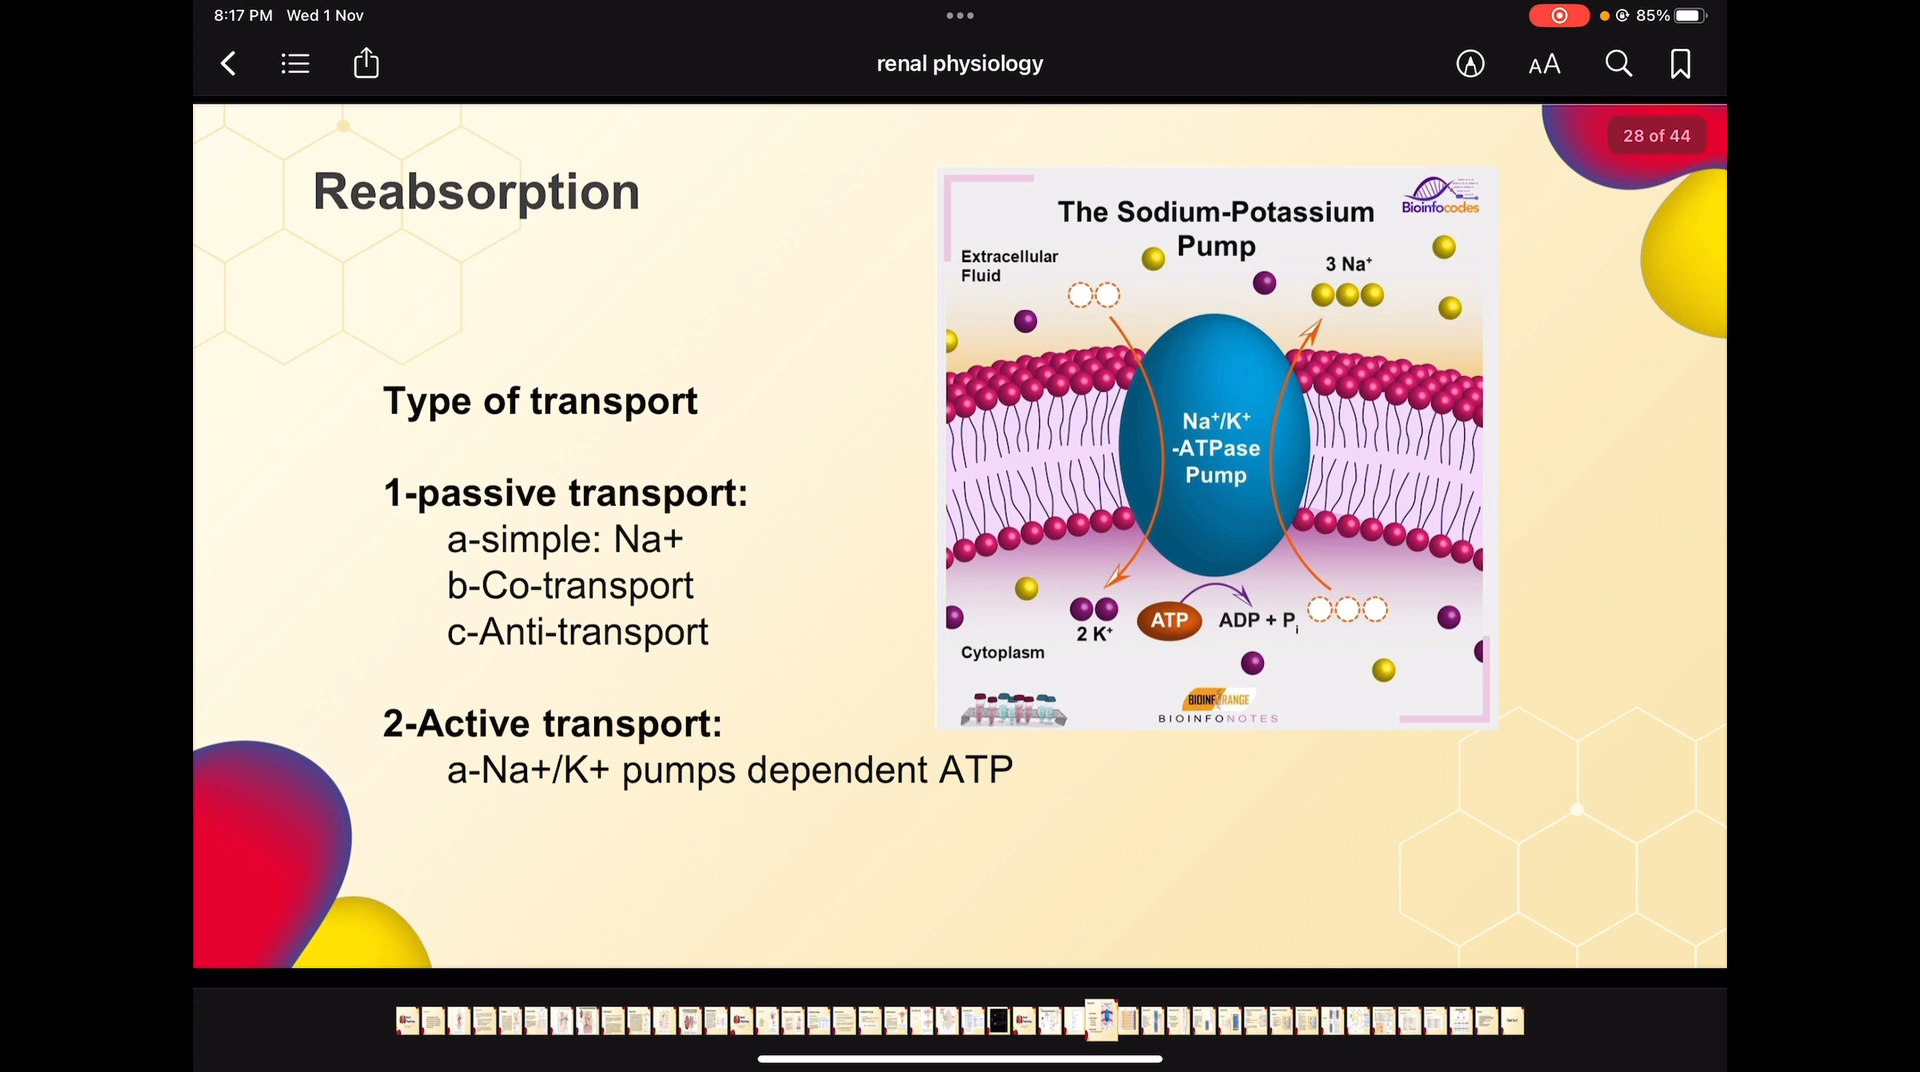 8:17 PM Wed 1 Nov
85%
renal physiology
AA
28 of 44
Reabsorption
Type of transport
1-passive transport:
a-simple: Na+
b-Co-transport
c-Anti-transport
2-Active transport:
a-Na+/K+ pumps dependent ATP
Bioinfocodes
The Sodium-Potassium
Pump
Extracellular
Fluid
3 Na⁺
Na⁺/K⁺
-ATPase
Pump
2 K⁺
ATP
ADP + Pᵢ
Cytoplasm
BIOINFONOTES